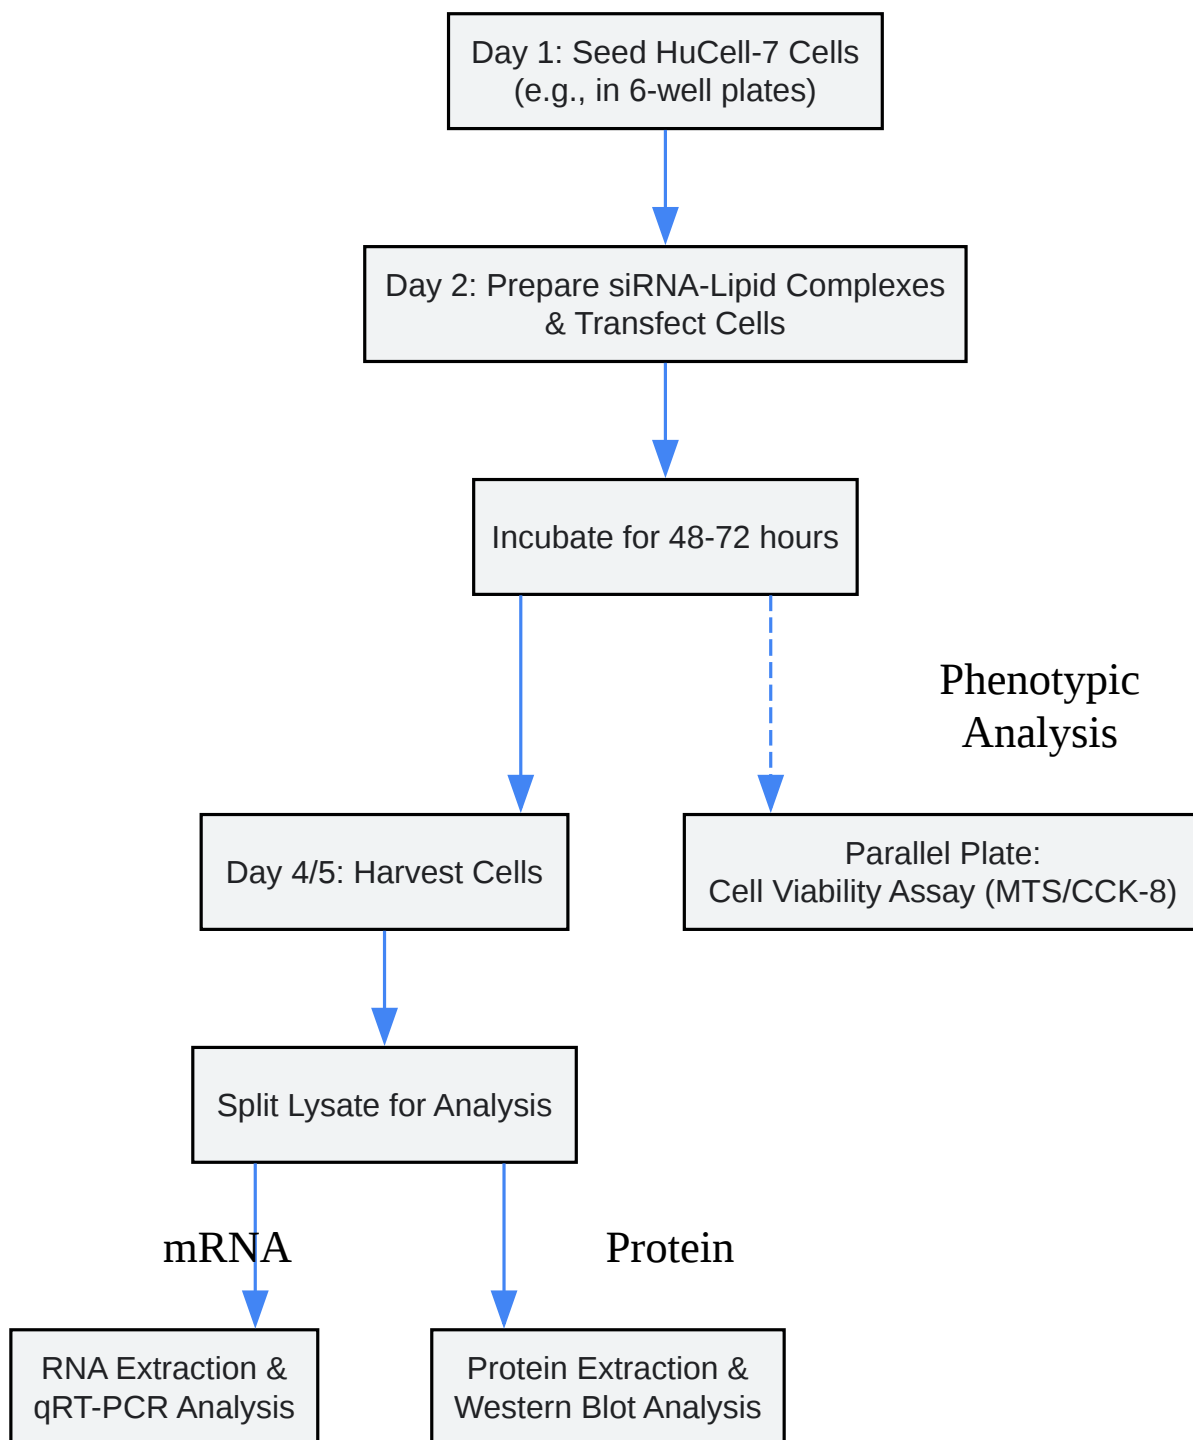 Day 1: Seed HuCell-7 Cells
(e.g., in 6-well plates)
Day 2: Prepare siRNA-Lipid Complexes
& Transfect Cells
Incubate for 48-72 hours
Phenotypic
Analysis
Day 4/5: Harvest Cells
Parallel Plate:
Cell Viability Assay (MTS/CCK-8)
Split Lysate for Analysis
mRNA
Protein
RNA Extraction &
qRT-PCR Analysis
Protein Extraction &
Western Blot Analysis